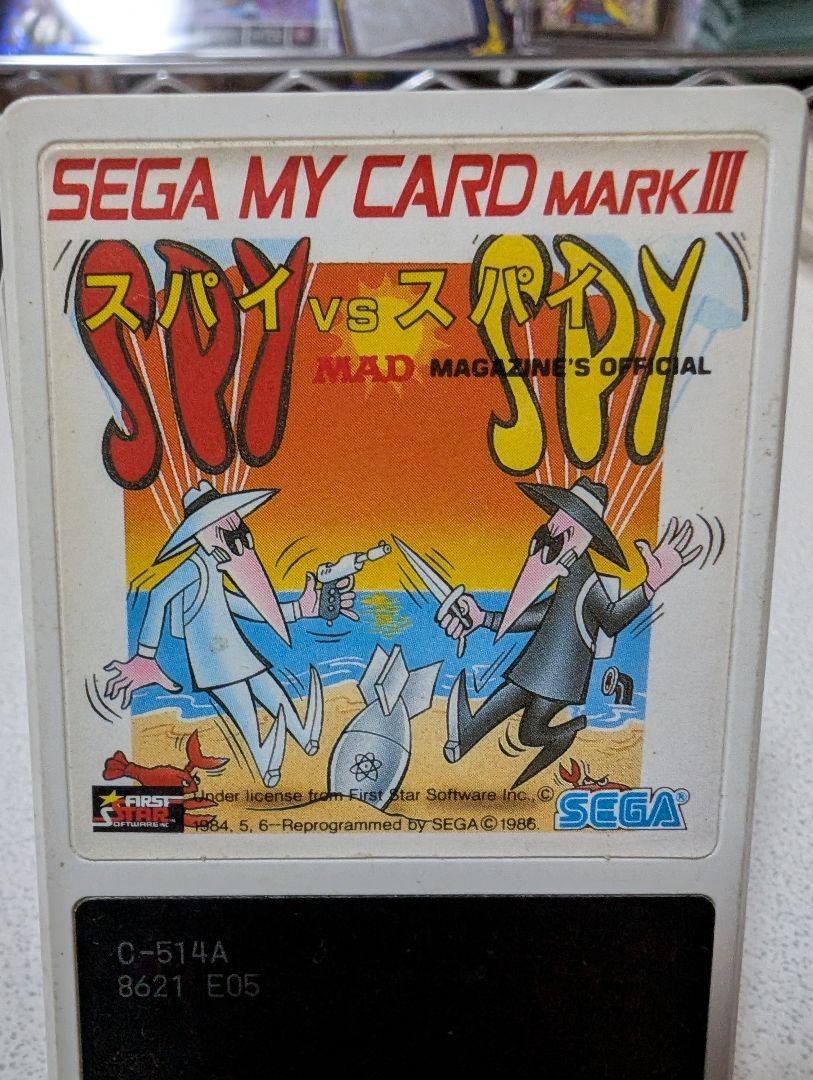 SEGA MY CARD MARK III
SPY SPY
スパイ vs スパイ
MAD MAGAZINE'S OFFICIAL
FIRST
STAR
SOFTWARE INC.
Under license from First Star Software Inc., ©
1984, 5, 6–Reprogrammed by SEGA © 1986.
SEGA®
C-514A
8621 E05